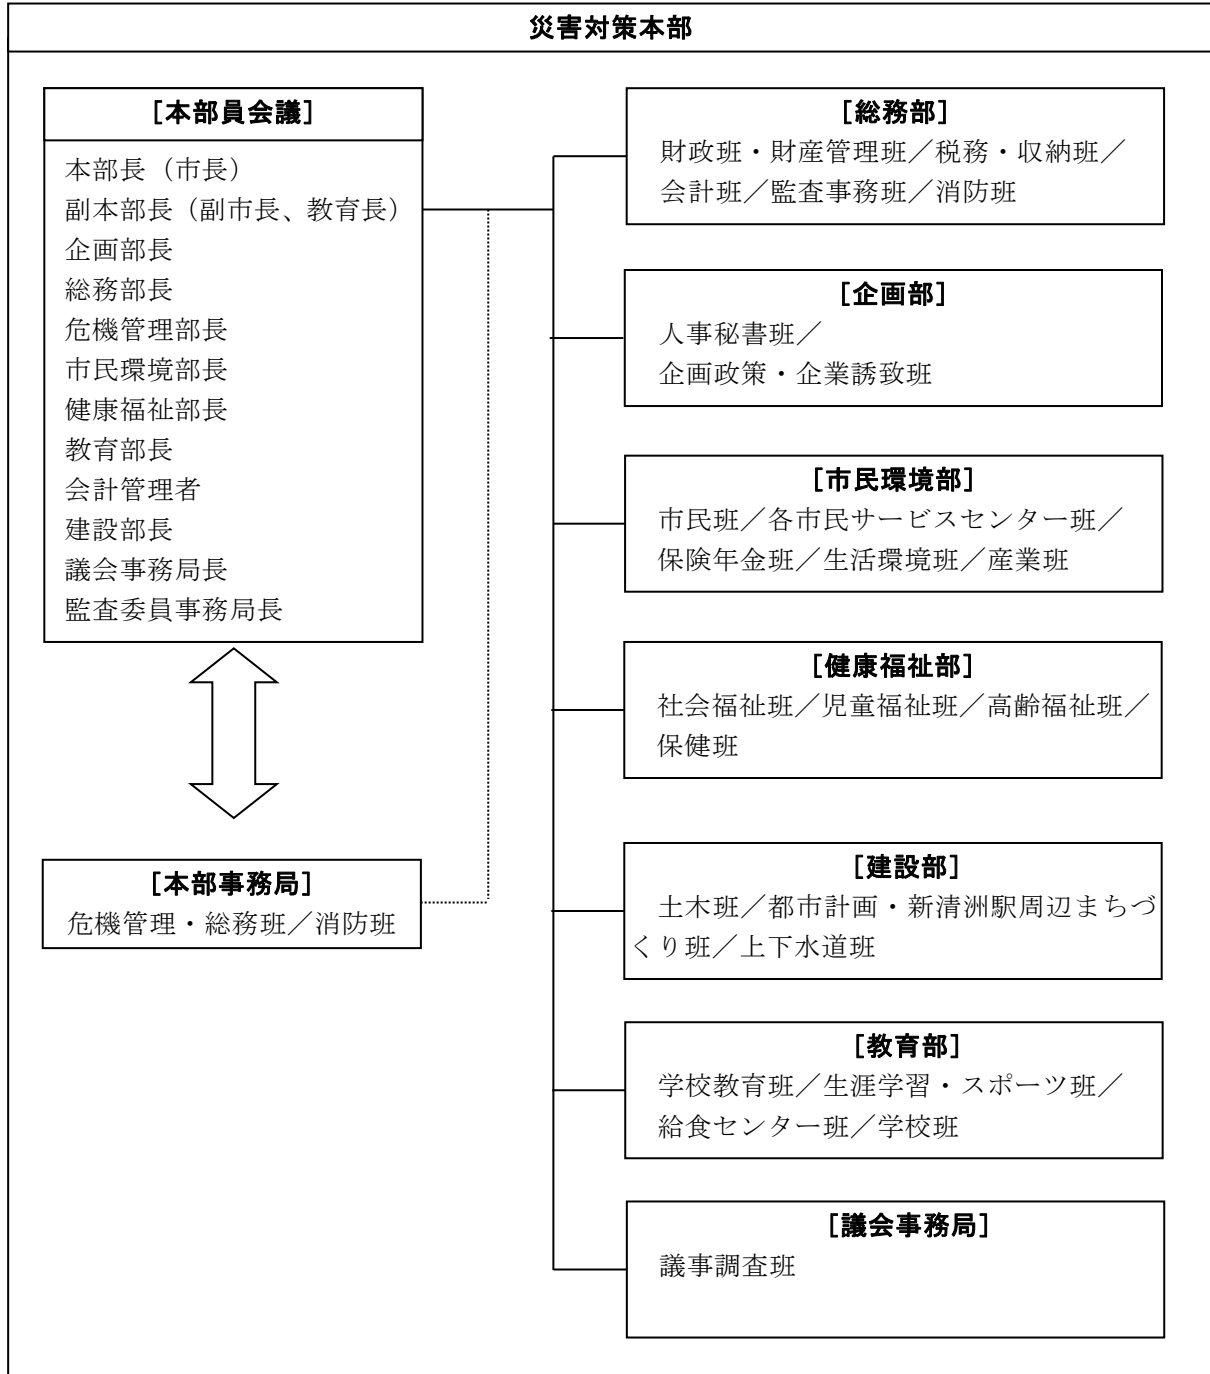 災害対策本部
［本部員会議］
本部長（市長）
副本部長（副市長、教育長）
企画部長
総務部長
危機管理部長
市民環境部長
健康福祉部長
教育部長
会計管理者
建設部長
議会事務局長
監査委員事務局長
［本部事務局］
危機管理・総務班／消防班
［総務部］
財政班・財産管理班／税務・収納班／
会計班／監査事務班／消防班
［企画部］
人事秘書班／
企画政策・企業誘致班
［市民環境部］
市民班／各市民サービスセンター班／
保険年金班／生活環境班／産業班
［健康福祉部］
社会福祉班／児童福祉班／高齢福祉班／
保健班
［建設部］
土木班／都市計画・新清洲駅周辺まちづ
くり班／上下水道班
［教育部］
学校教育班／生涯学習・スポーツ班／
給食センター班／学校班
［議会事務局］
議事調査班